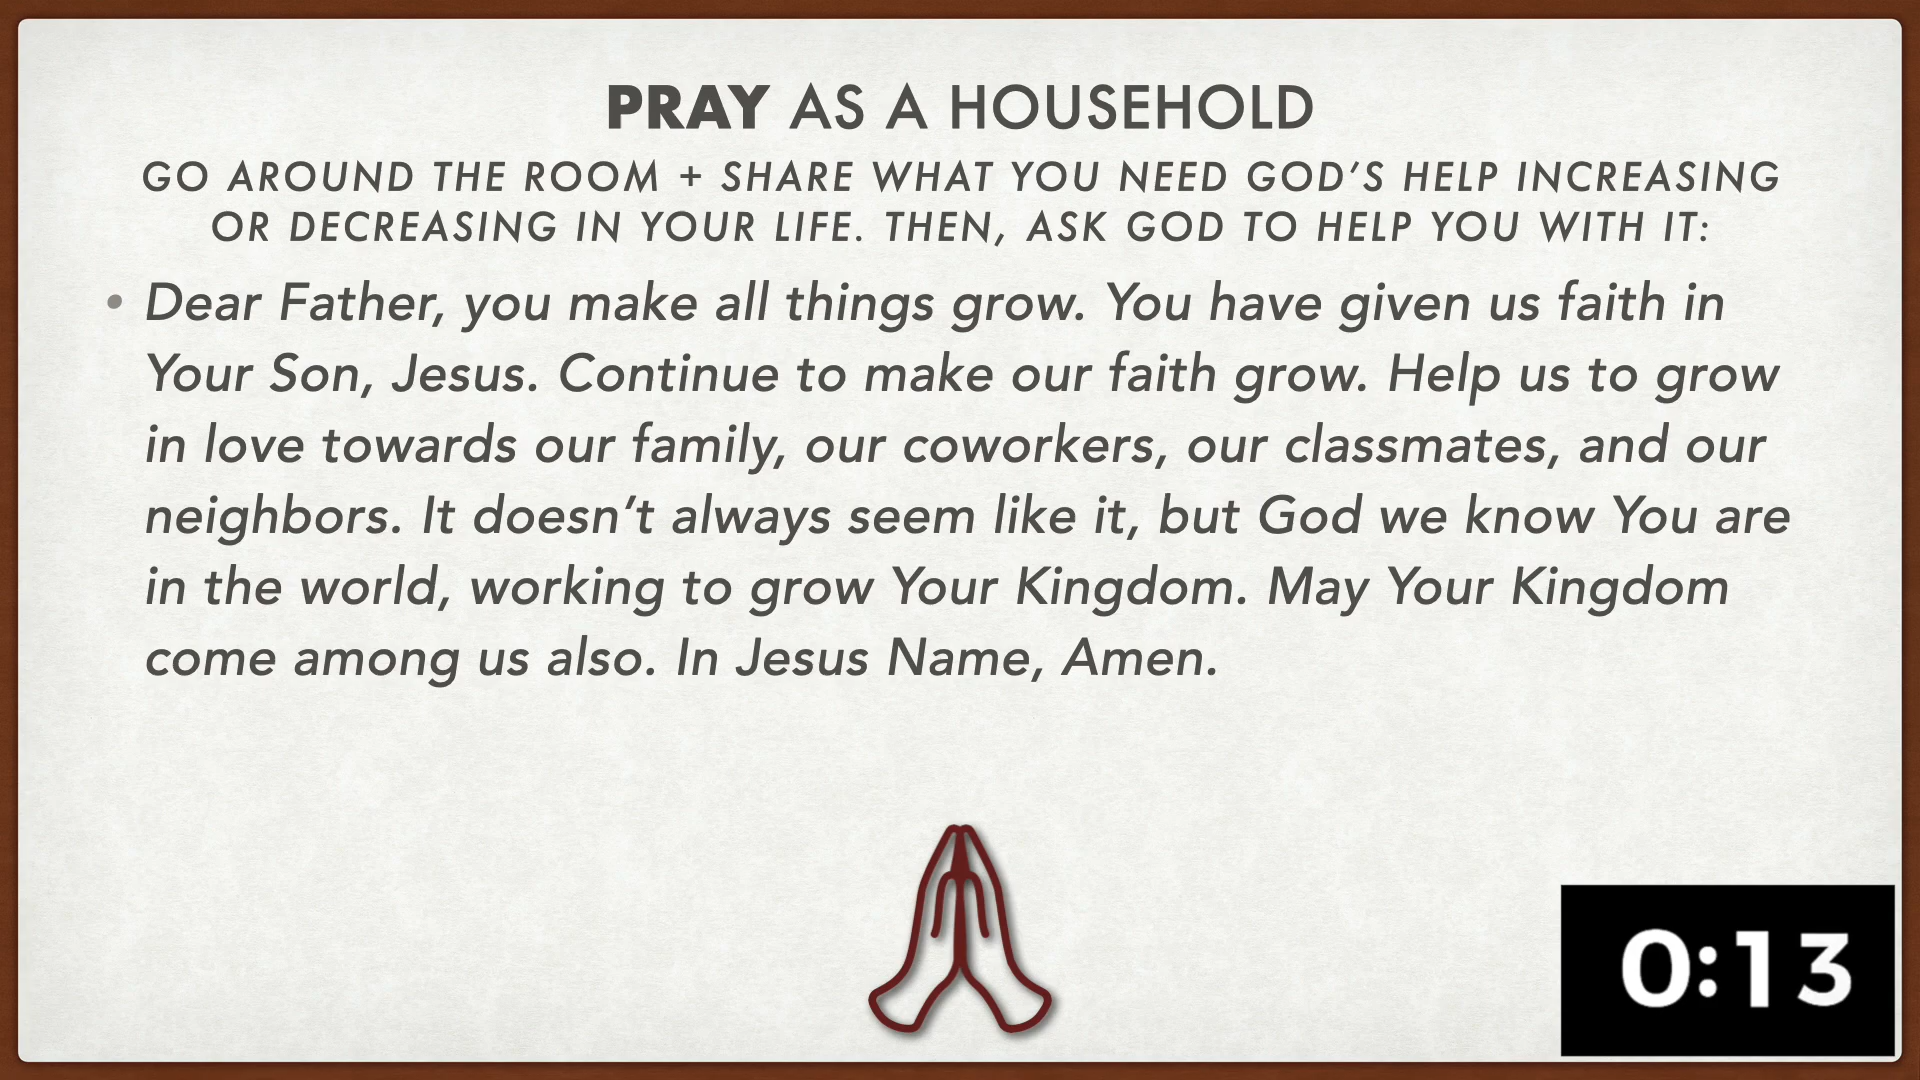 PRAY AS A HOUSEHOLD
GO AROUND THE ROOM + SHARE WHAT YOU NEED GOD’S HELP INCREASING
OR DECREASING IN YOUR LIFE. THEN, ASK GOD TO HELP YOU WITH IT:
• Dear Father, you make all things grow. You have given us faith in
Your Son, Jesus. Continue to make our faith grow. Help us to grow
in love towards our family, our coworkers, our classmates, and our
neighbors. It doesn’t always seem like it, but God we know You are
in the world, working to grow Your Kingdom. May Your Kingdom
come among us also. In Jesus Name, Amen.
0:13